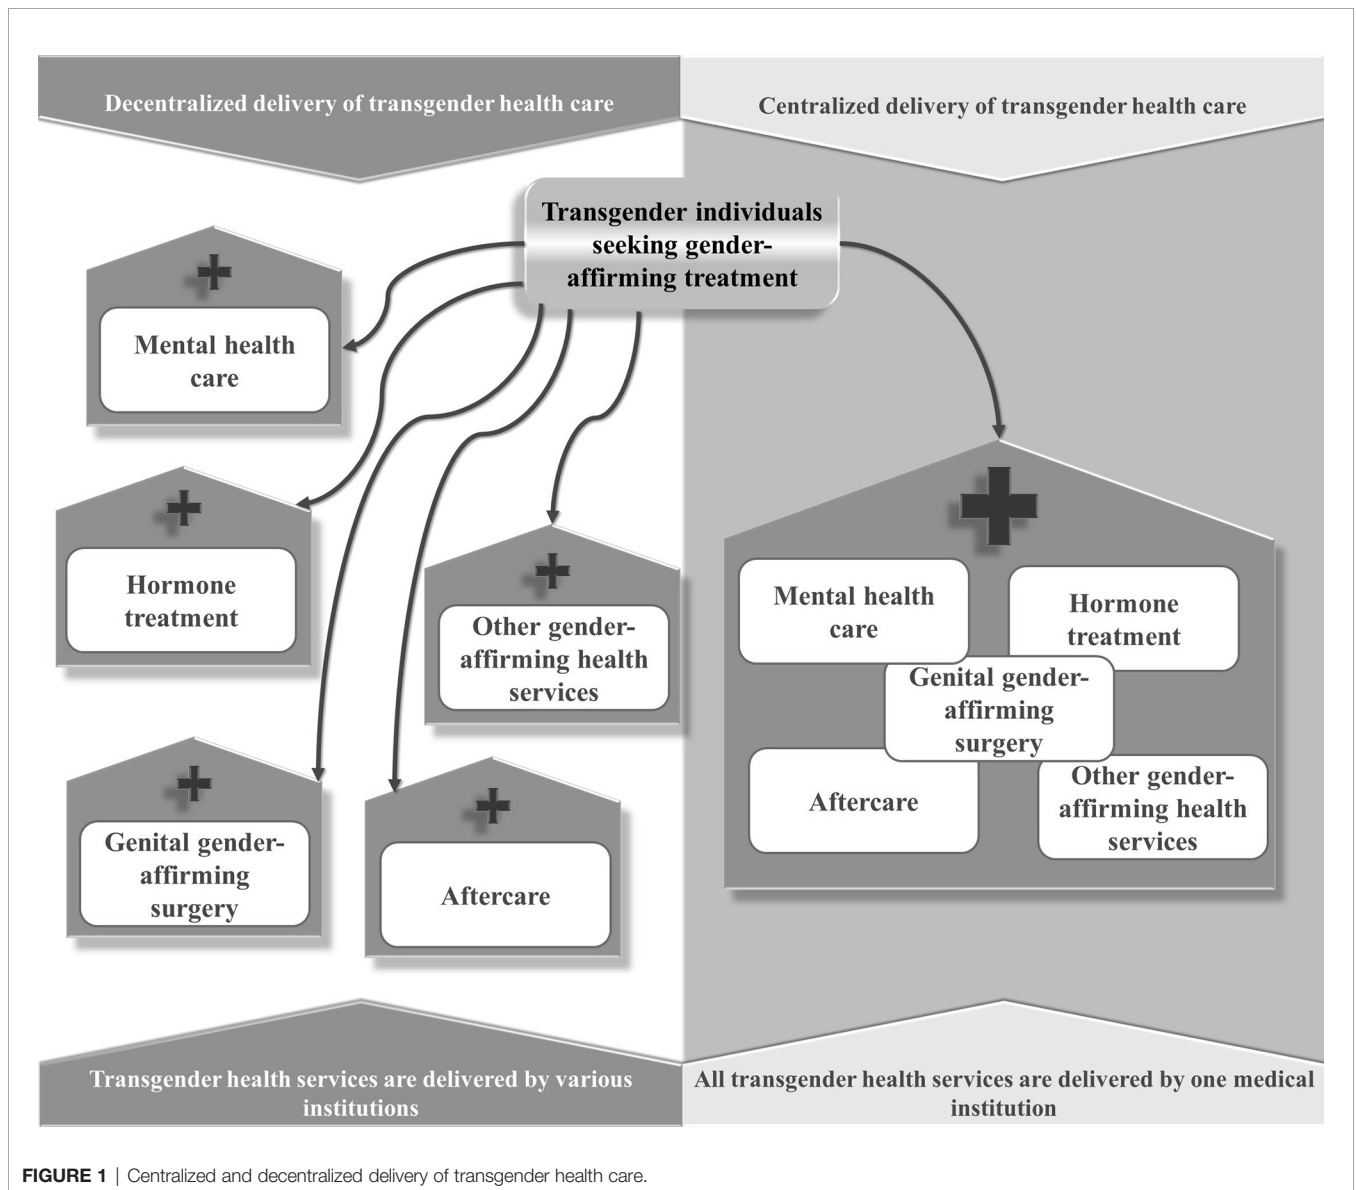 Decentralized delivery of transgender health care
Centralized delivery of transgender health care
Transgender individuals
seeking gender-
affirming treatment
Mental health
care
Hormone
treatment
Other gender-
affirming health
services
Genital gender-
affirming
surgery
Aftercare
Mental health
care
Hormone
treatment
Genital gender-
affirming
surgery
Aftercare
Other gender-
affirming health
services
Transgender health services are delivered by various
institutions
All transgender health services are delivered by one medical
institution
FIGURE 1 | Centralized and decentralized delivery of transgender health care.